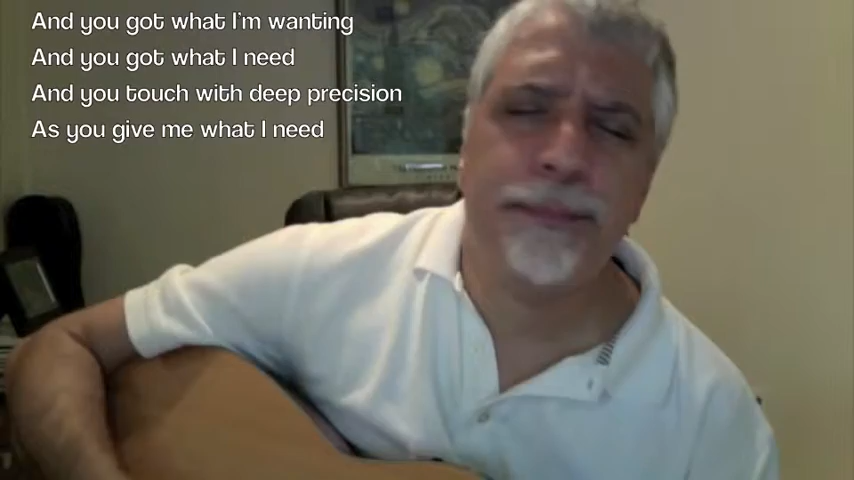 And you got what I'm wanting
And you got what I need
And you touch with deep precision
As you give me what I need